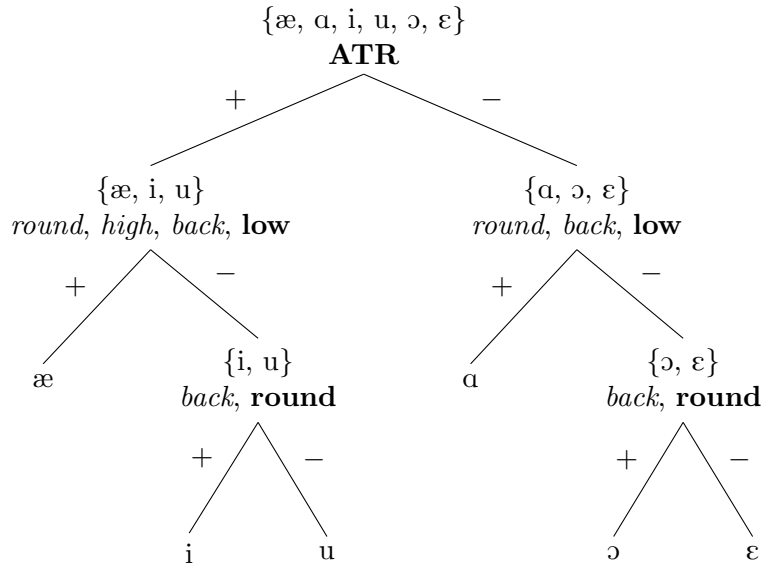 {æ, ɑ, i, u, ɔ, ɛ}
ATR
+ −
{æ, i, u} {ɑ, ɔ, ɛ}
round, high, back, low round, back, low
+ − + −
æ {i, u} ɑ {ɔ, ɛ}
back, round back, round
+ − + −
i u ɔ ɛ